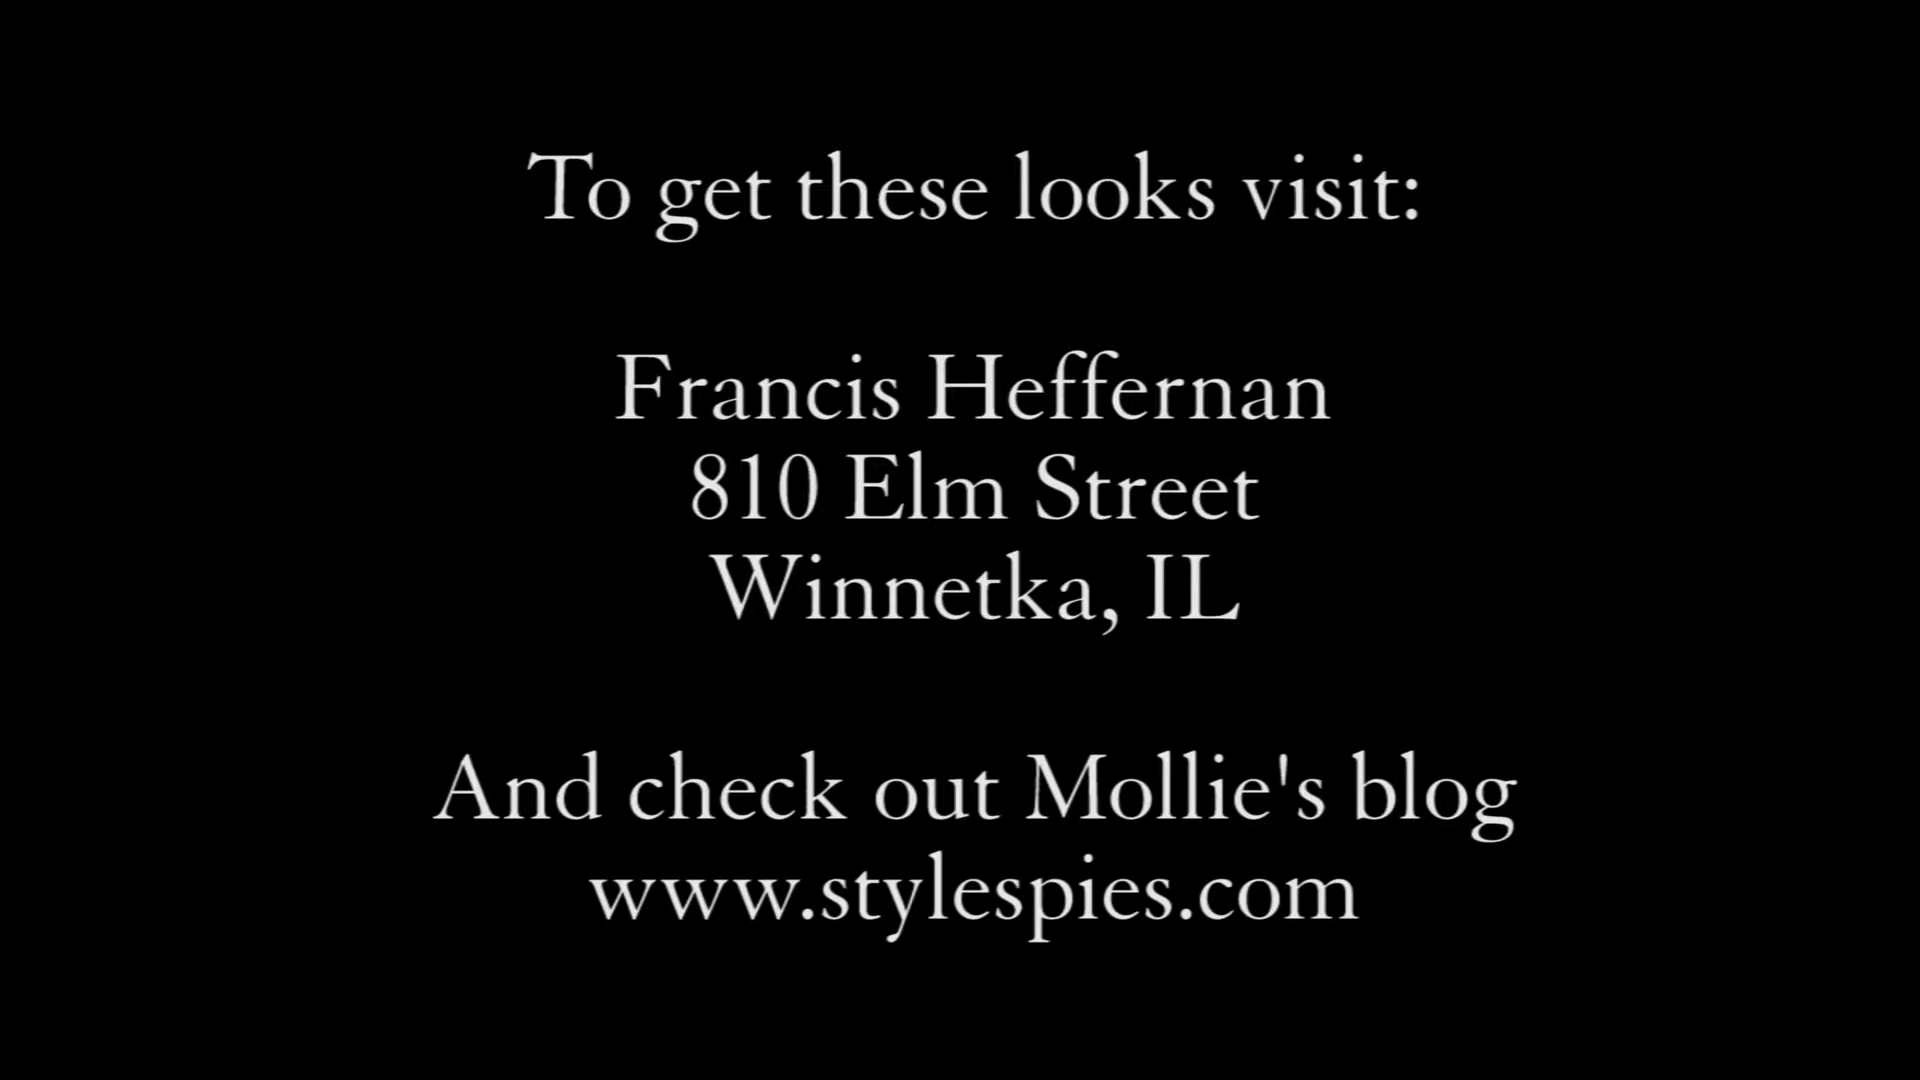 To get these looks visit:
Francis Heffernan
810 Elm Street
Winnetka, IL
And check out Mollie's blog
www.stylespies.com